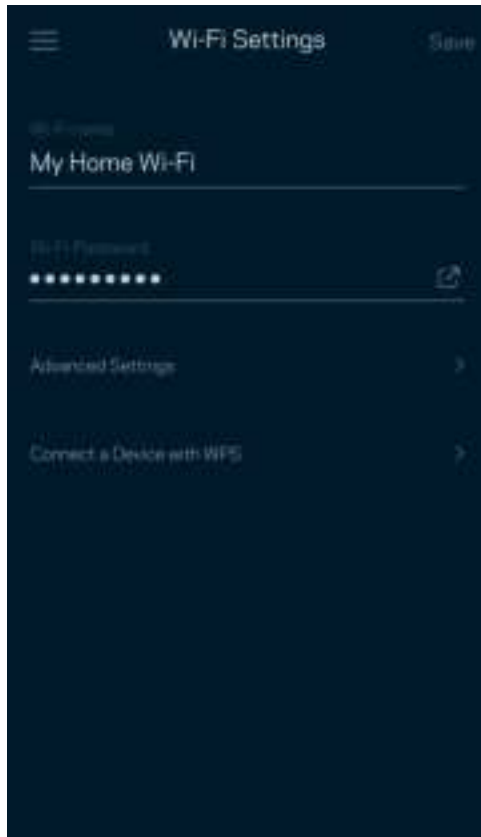 Wi-Fi Settings Save
Wi-Fi Name
My Home Wi-Fi
Wi-Fi Password
•••••••••
Advanced Settings
Connect a Device with WPS